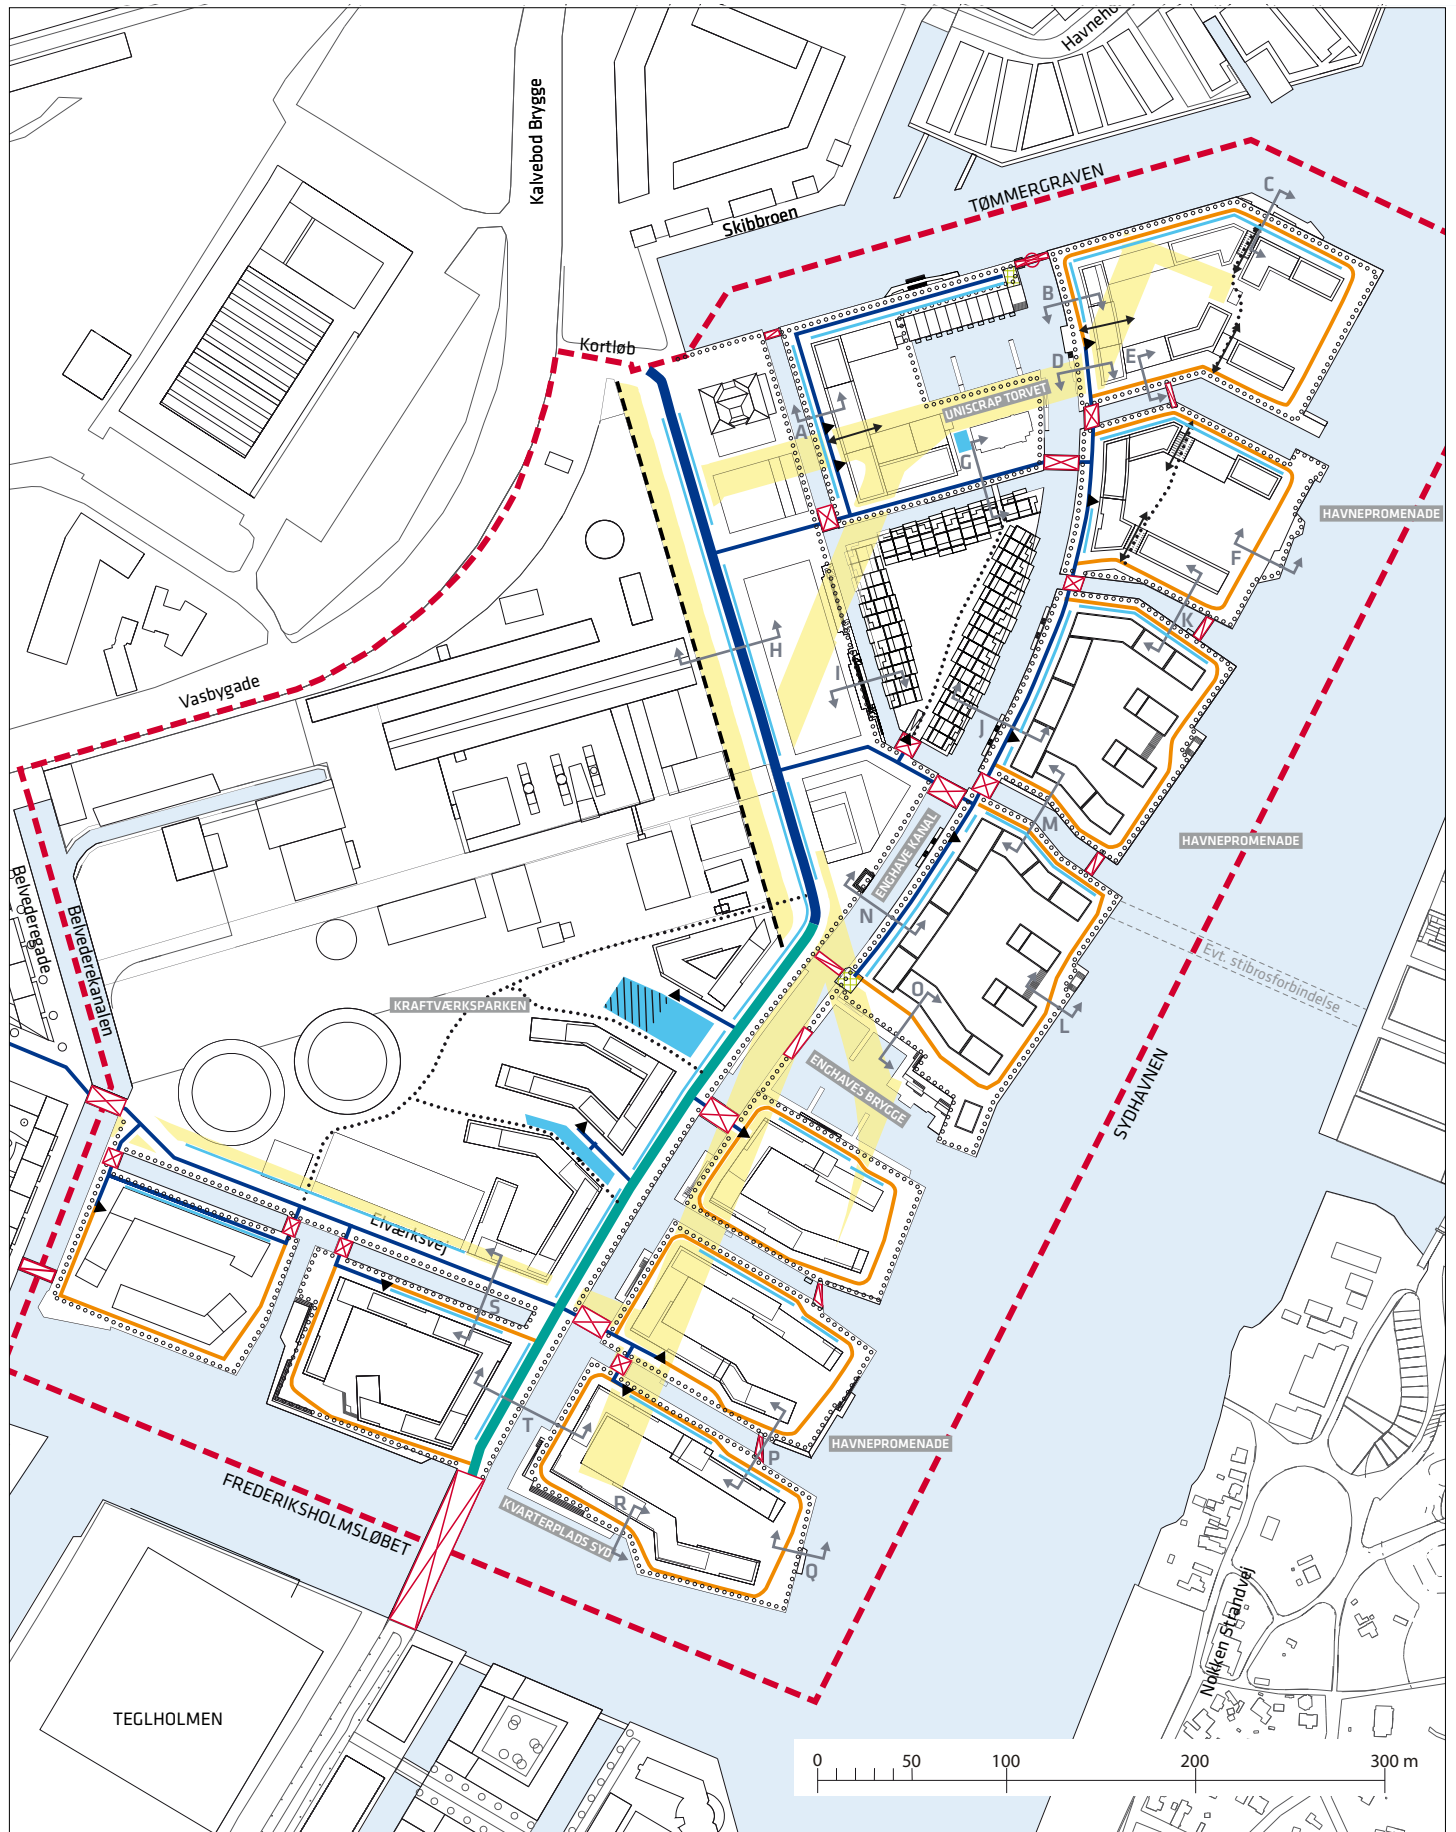 Havneho
Kalvebod Brygge
Skibbroen
TØMMERGRAVEN
C
B
D
E
Kortløb
UNISCRAP TORVET
A
G
HAVNEPROMENADE
F
K
H
I
J
Vasbygade
M
HAVNEPROMENADE
ENGHAVE KANAL
Belvederegade
Belvederekanalen
N
Evt. stibrosforbindelse
KRAFTVÆRKSPARKEN
O
L
ENGHAVES BRYGGE
SYDHAVNEN
Elværksvej
S
T
HAVNEPROMENADE
P
FREDERIKSHOLMSLØBET
R
KVARTERPLADS SYD
Q
Nokken Strandvej
TEGLHOLMEN
0 50 100 200 300 m